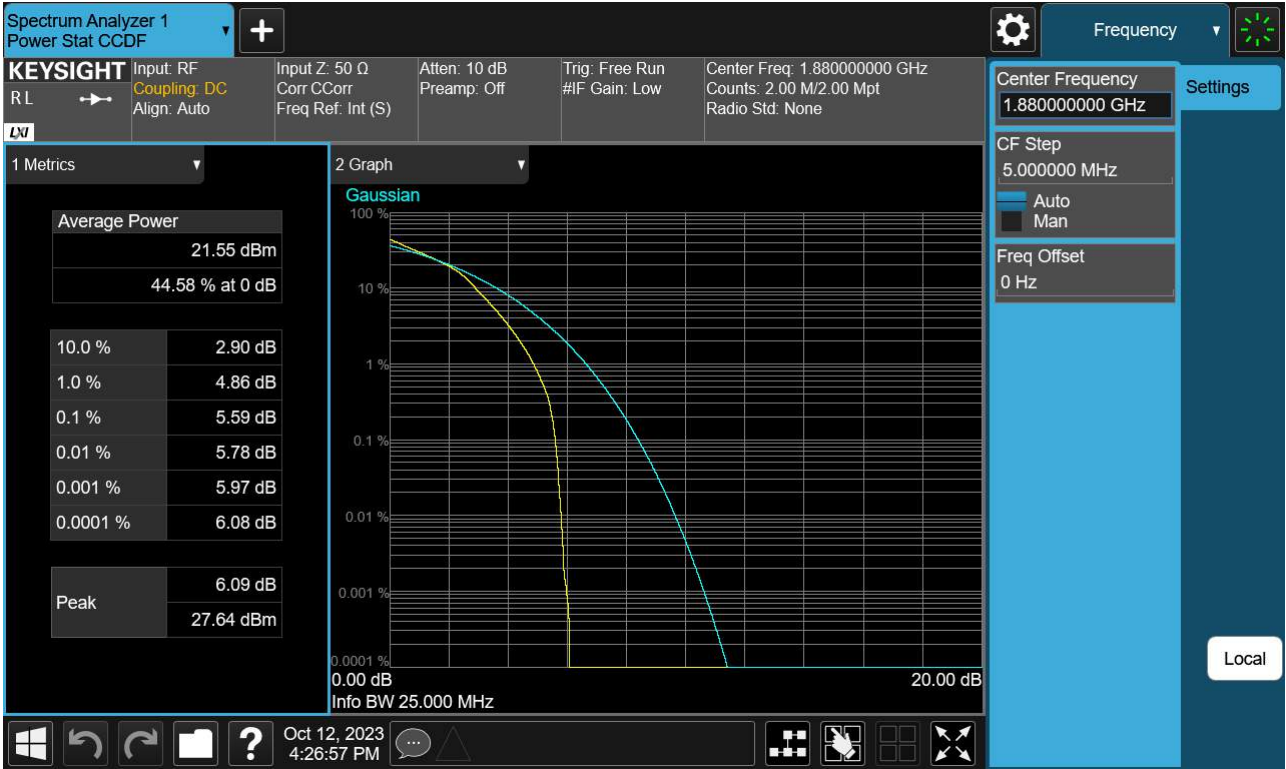 Spectrum Analyzer 1
Power Stat CCDF
+
Frequency
KEYSIGHT
RL
LXI
Input: RF
Coupling: DC
Align: Auto
Input Z: 50 Ω
Corr CCorr
Freq Ref: Int (S)
Atten: 10 dB
Preamp: Off
Trig: Free Run
#IF Gain: Low
Center Freq: 1.880000000 GHz
Counts: 2.00 M/2.00 Mpt
Radio Std: None
1 Metrics
Average Power
21.55 dBm
44.58 % at 0 dB
10.0 % 2.90 dB
1.0 % 4.86 dB
0.1 % 5.59 dB
0.01 % 5.78 dB
0.001 % 5.97 dB
0.0001 % 6.08 dB
Peak
6.09 dB
27.64 dBm
2 Graph
Gaussian
100 %
10 %
1 %
0.1 %
0.01 %
0.001 %
0.0001 %
0.00 dB 20.00 dB
Info BW 25.000 MHz
Center Frequency
1.880000000 GHz
CF Step
5.000000 MHz
Auto
Man
Freq Offset
0 Hz
Settings
Local
?
Oct 12, 2023
4:26:57 PM